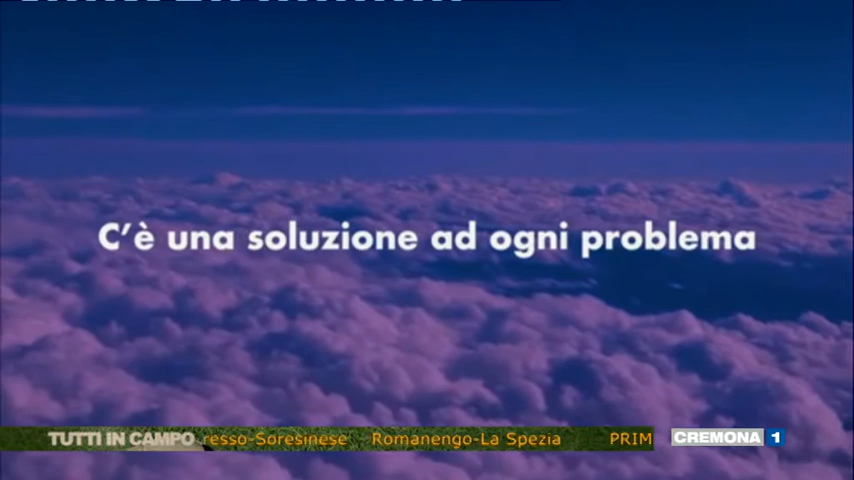 C'è una soluzione ad ogni problema
TUTTI IN CAMPO resso-Soresinese Romanengo-La Spezia PRIM CREMONA 1